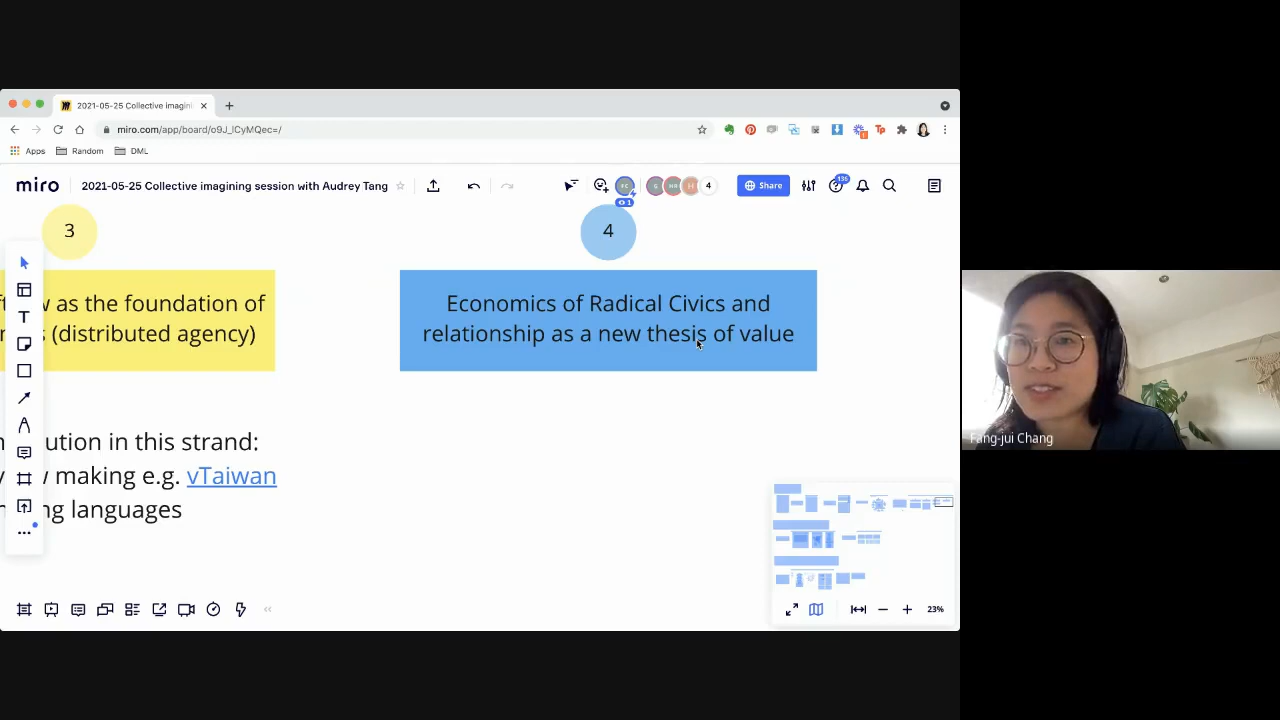 2021-05-25 Collective imagini
miro.com/app/board/o9J_lCyMQec=/
Apps Random DML
miro 2021-05-25 Collective imagining session with Audrey Tang 4 Share 136
1
3
4
w as the foundation of
(distributed agency)
Economics of Radical Civics and
relationship as a new thesis of value
ution in this strand:
w making e.g. vTaiwan
ng languages
23%
Fang-jui Chang